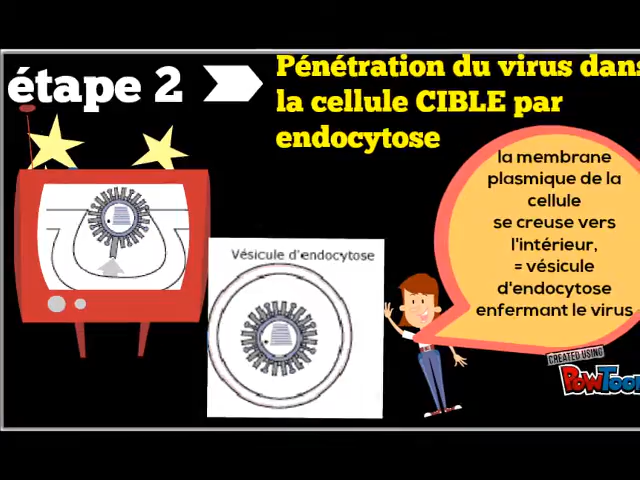 étape 2
Pénétration du virus dans
la cellule CIBLE par
endocytose
la membrane
plasmique de la
cellule
se creuse vers
l'intérieur,
= vésicule
d'endocytose
enfermant le virus
Vésicule d'endocytose
CREATED USING
PowToon